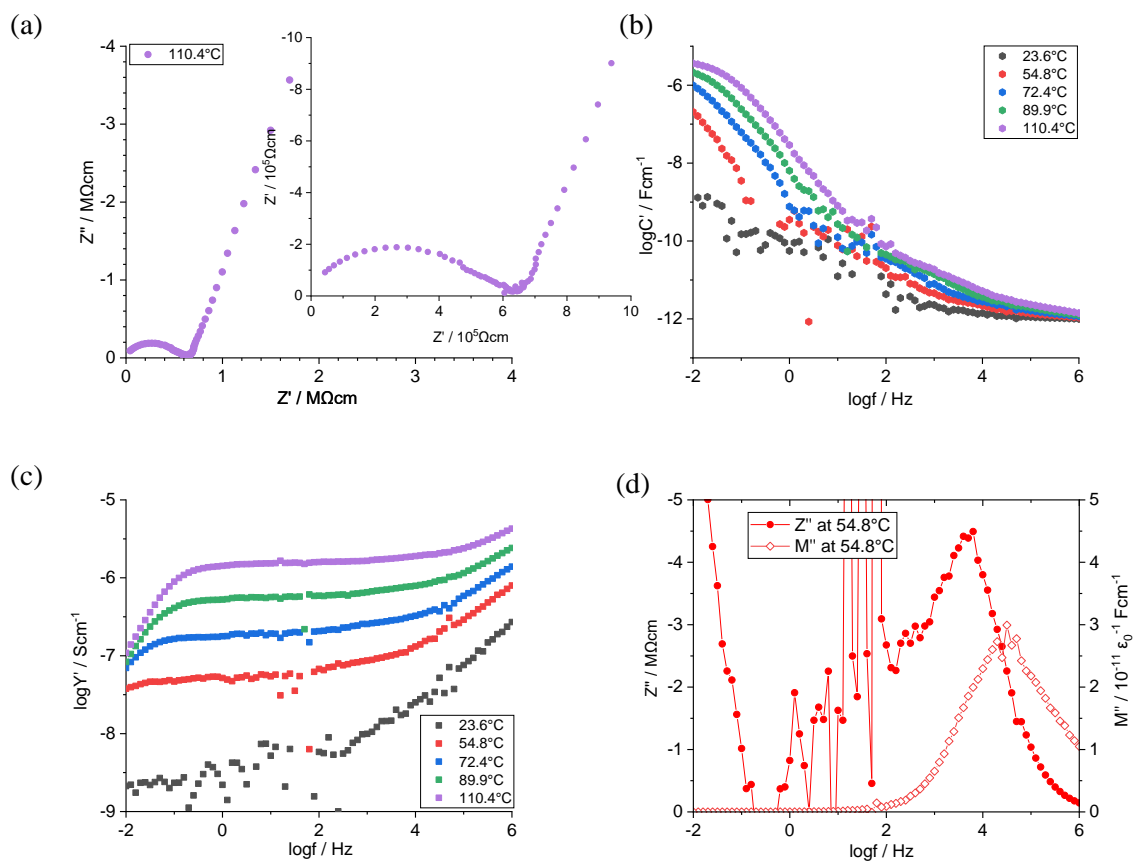 (a)
110.4°C
-4
-3
-2
-1
0
0
1
2
3
4
Z'' / MΩcm
Z' / MΩcm
-10
-8
-6
-4
-2
0
0
2
4
6
8
10
Z' / 10⁵Ωcm
Z' / 10⁵Ωcm
(b)
23.6°C
54.8°C
72.4°C
89.9°C
110.4°C
-6
-8
-10
-12
-2
0
2
4
6
logC' / Fcm⁻¹
logf / Hz
(c)
-5
-6
-7
-8
-9
-2
0
2
4
6
logY' / Scm⁻¹
logf / Hz
23.6°C
54.8°C
72.4°C
89.9°C
110.4°C
(d)
Z'' at 54.8°C
M'' at 54.8°C
-5
-4
-3
-2
-1
0
5
4
3
2
1
0
-2
0
2
4
6
Z'' / MΩcm
M'' / 10⁻¹¹ ε₀⁻¹ Fcm⁻¹
logf / Hz